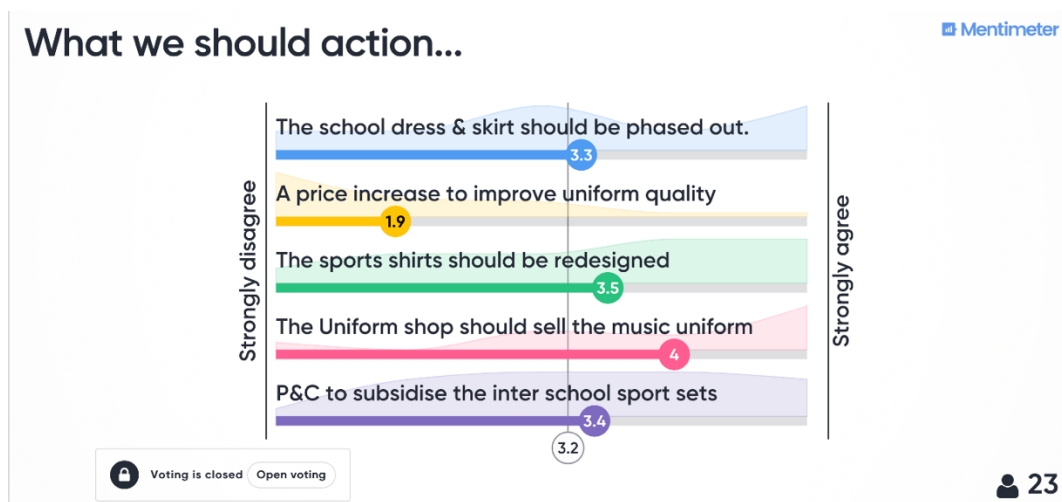 What we should action...
Mentimeter
The school dress & skirt should be phased out.
3.3
A price increase to improve uniform quality
1.9
The sports shirts should be redesigned
3.5
The Uniform shop should sell the music uniform
4
P&C to subsidise the inter school sport sets
3.4
3.2
Strongly disagree
Strongly agree
Voting is closed
Open voting
23